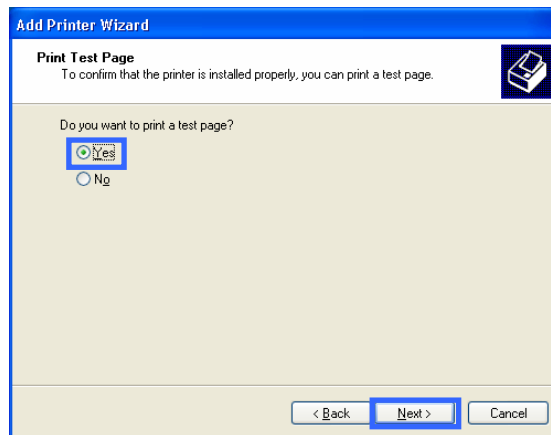 Add Printer Wizard
Print Test Page
To confirm that the printer is installed properly, you can print a test page.
Do you want to print a test page?
Yes
No
< Back Next > Cancel